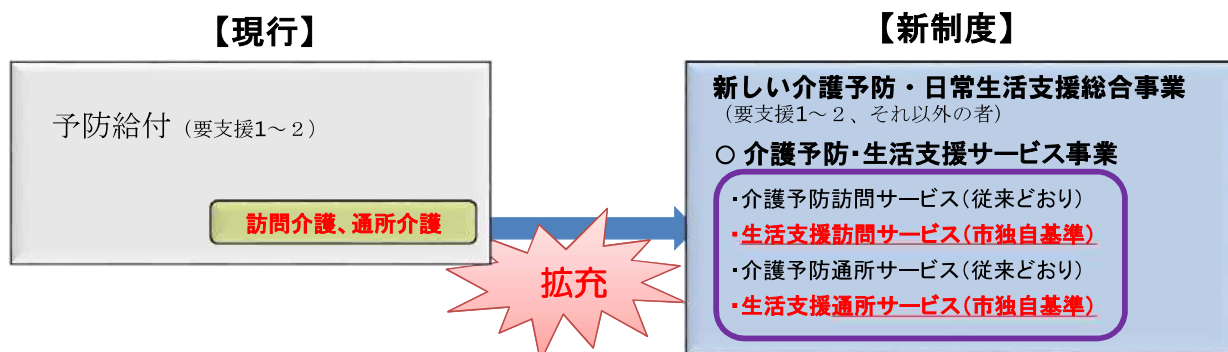 【現行】
予防給付（要支援1～２）
訪問介護、通所介護
拡充
【新制度】
新しい介護予防・日常生活支援総合事業
（要支援1～２、それ以外の者）
○ 介護予防・生活支援サービス事業
・介護予防訪問サービス（従来どおり）
・生活支援訪問サービス（市独自基準）
・介護予防通所サービス（従来どおり）
・生活支援通所サービス（市独自基準）